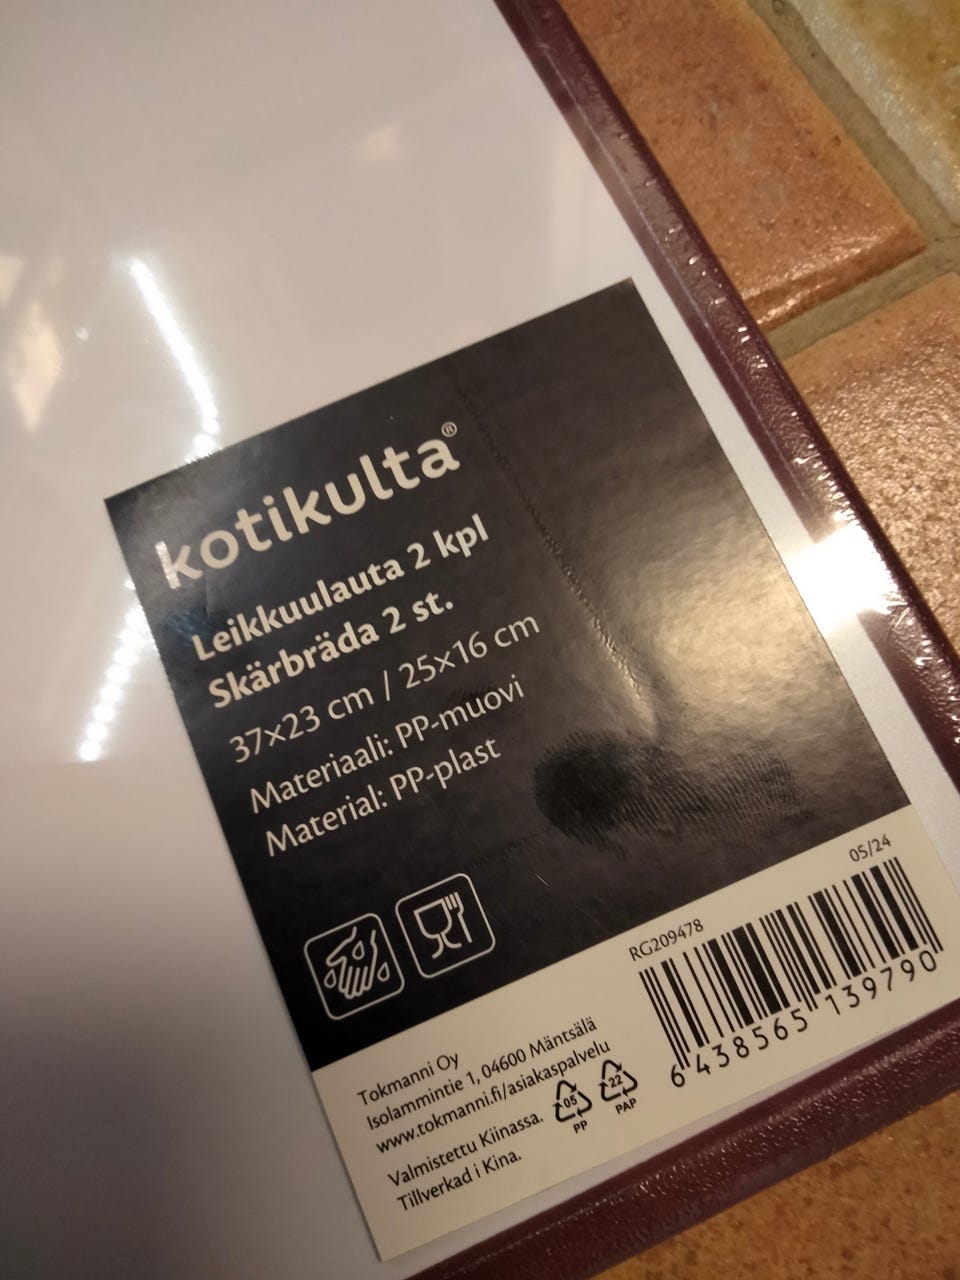 kotikulta®
Leikkuulauta 2 kpl
Skärbräda 2 st.
37×23 cm / 25×16 cm
Materiaali: PP-muovi
Material: PP-plast
05/24
RG209478
6 438565 139790
Tokmanni Oy
Isolammintie 1, 04600 Mäntsälä
www.tokmanni.fi/asiakaspalvelu
Valmistettu Kiinassa.
Tillverkad i Kina.
05
PP
22
PAP